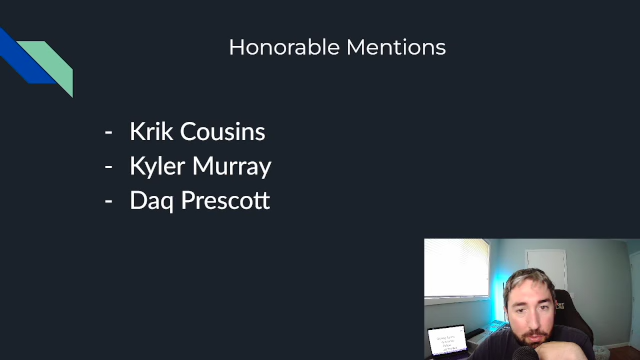 Honorable Mentions
- Krik Cousins
- Kyler Murray
- Daq Prescott